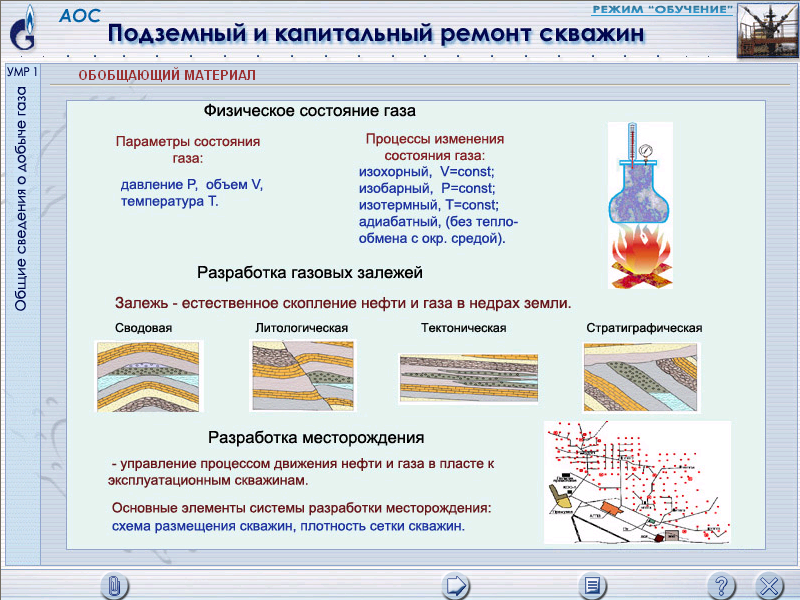 АОС
РЕЖИМ “ОБУЧЕНИЕ”
Подземный и капитальный ремонт скважин
УМР 1
ОБОБЩАЮЩИЙ МАТЕРИАЛ
Общие сведения о добыче газа
Физическое состояние газа
Параметры состояния
газа:
давление P, объем V,
температура T.
Процессы изменения
состояния газа:
изохорный, V=const;
изобарный, P=const;
изотермный, T=const;
адиабатный, (без тепло-
обмена с окр. средой).
Разработка газовых залежей
Залежь - естественное скопление нефти и газа в недрах земли.
Сводовая
Литологическая
Тектоническая
Стратиграфическая
Разработка месторождения
- управление процессом движения нефти и газа в пласте к
эксплуатационным скважинам.
Основные элементы системы разработки месторождения:
схема размещения скважин, плотность сетки скважин.